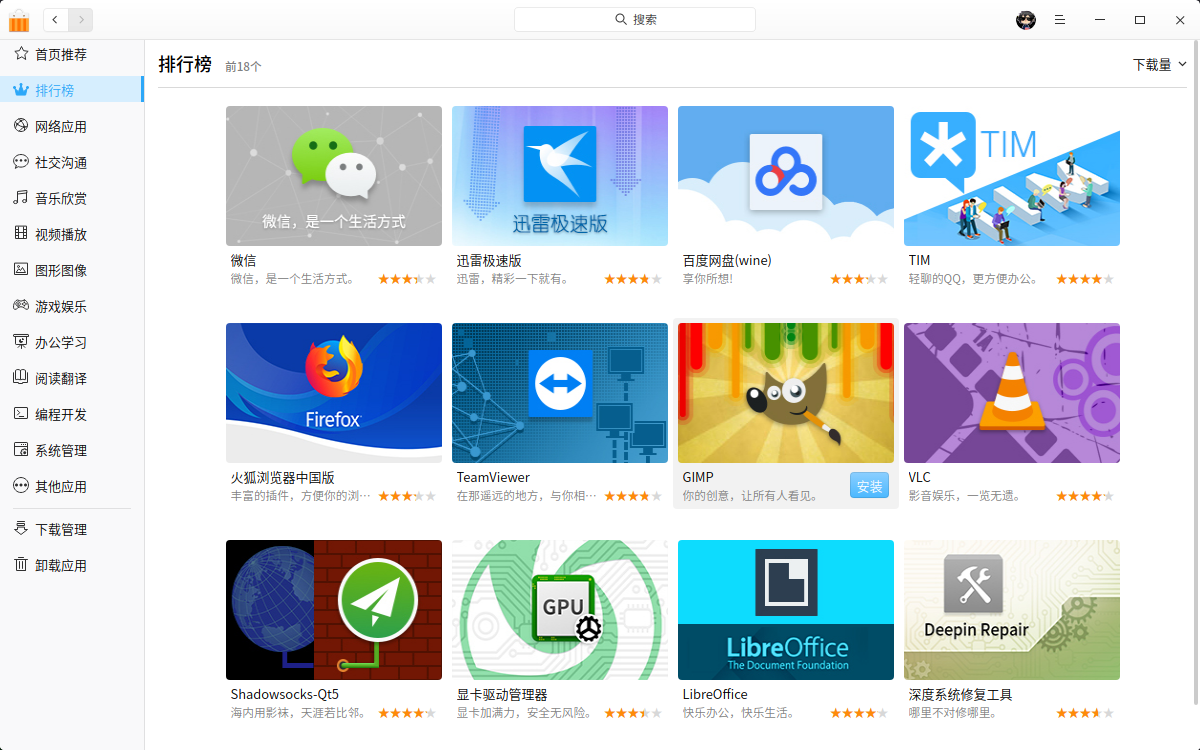 搜索
首页推荐
排行榜
网络应用
社交沟通
音乐欣赏
视频播放
图形图像
游戏娱乐
办公学习
阅读翻译
编程开发
系统管理
其他应用
下载管理
卸载应用
排行榜 前18个
下载量
微信，是一个生活方式
微信
微信，是一个生活方式。
迅雷极速版
迅雷极速版
迅雷，精彩一下就有。
百度网盘(wine)
享你所想!
TIM
TIM
轻聊的QQ，更方便办公。
Firefox
火狐浏览器中国版
丰富的插件，方便你的浏…
TeamViewer
在那遥远的地方，与你相…
GIMP
你的创意，让所有人看见。
安装
VLC
影音娱乐，一览无遗。
Shadowsocks-Qt5
海内用影袜，天涯若比邻。
GPU
显卡驱动管理器
显卡加满力，安全无风险。
LibreOffice
The Document Foundation
LibreOffice
快乐办公，快乐生活。
Deepin Repair
深度系统修复工具
哪里不对修哪里。